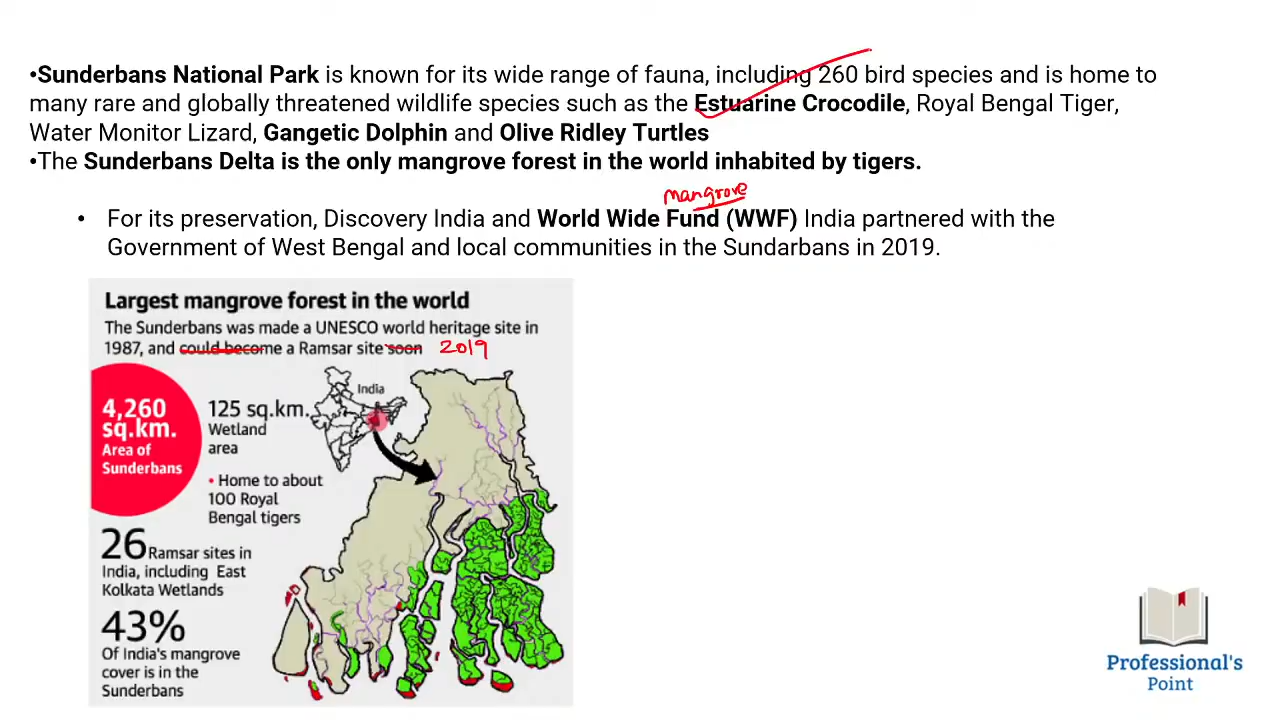 •Sunderbans National Park is known for its wide range of fauna, including 260 bird species and is home to
many rare and globally threatened wildlife species such as the Estuarine Crocodile, Royal Bengal Tiger,
Water Monitor Lizard, Gangetic Dolphin and Olive Ridley Turtles
•The Sunderbans Delta is the only mangrove forest in the world inhabited by tigers.
mangrove
• For its preservation, Discovery India and World Wide Fund (WWF) India partnered with the
Government of West Bengal and local communities in the Sundarbans in 2019.
Largest mangrove forest in the world
The Sunderbans was made a UNESCO world heritage site in
1987, and could become a Ramsar site soon 2019
India
4,260
sq.km.
Area of
Sunderbans
125 sq.km.
Wetland
area
• Home to about
100 Royal
Bengal tigers
26 Ramsar sites in
India, including East
Kolkata Wetlands
43%
Of India's mangrove
cover is in the
Sunderbans
Professional's
Point